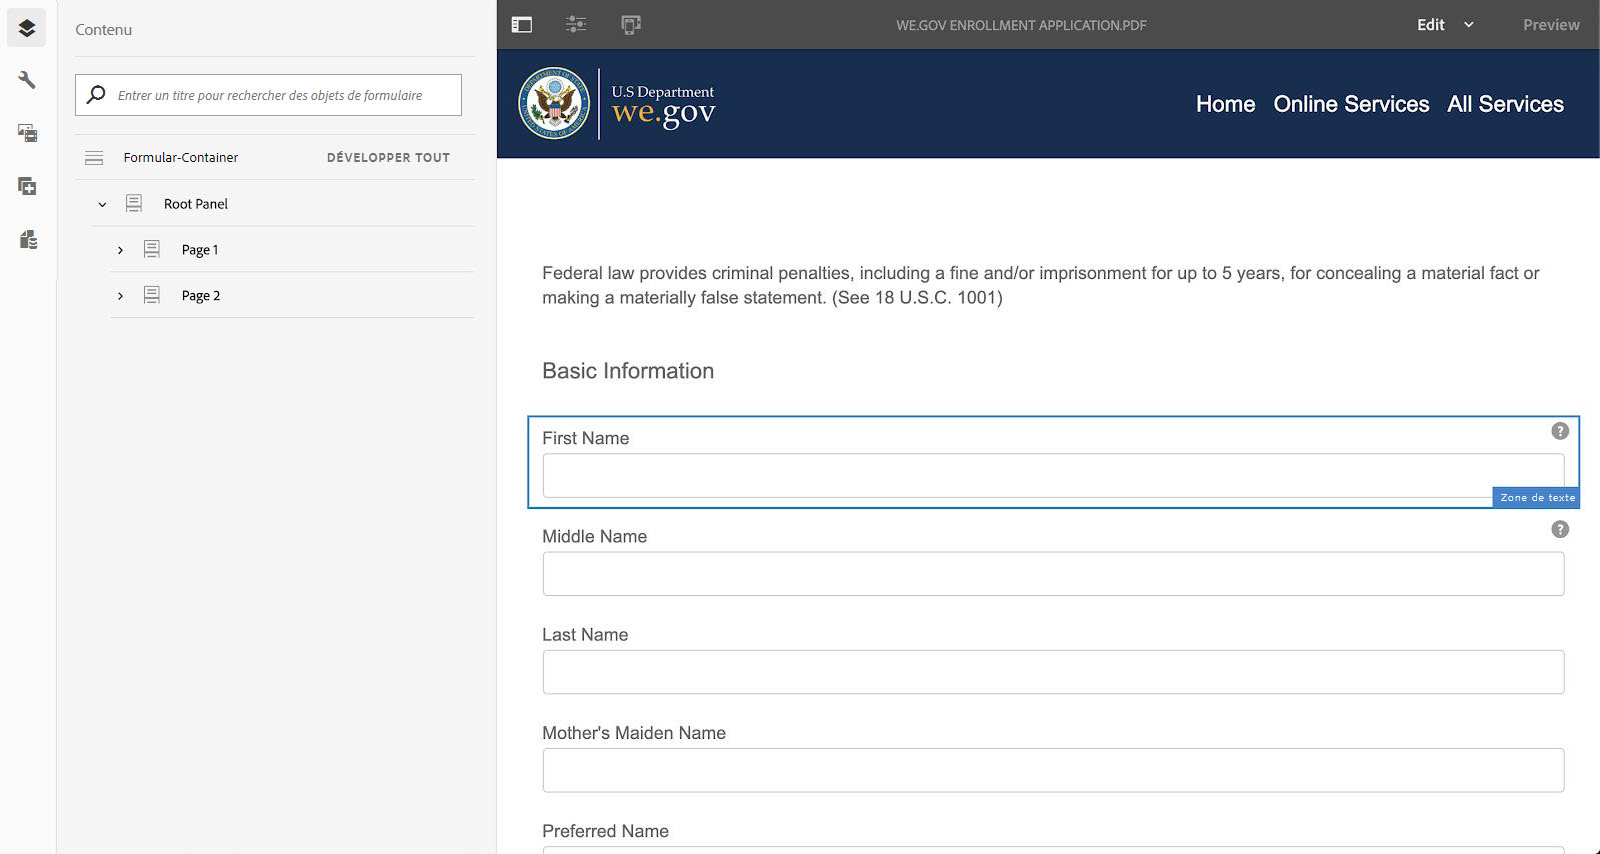 Contenu
Entrer un titre pour rechercher des objets de formulaire
Formular-Container DÉVELOPPER TOUT
Root Panel
Page 1
Page 2
WE.GOV ENROLLMENT APPLICATION.PDF
Edit
Preview
U.S Department
we.gov
Home Online Services All Services
Federal law provides criminal penalties, including a fine and/or imprisonment for up to 5 years, for concealing a material fact or
making a materially false statement. (See 18 U.S.C. 1001)
Basic Information
First Name
?
Zone de texte
Middle Name
?
Last Name
Mother's Maiden Name
Preferred Name